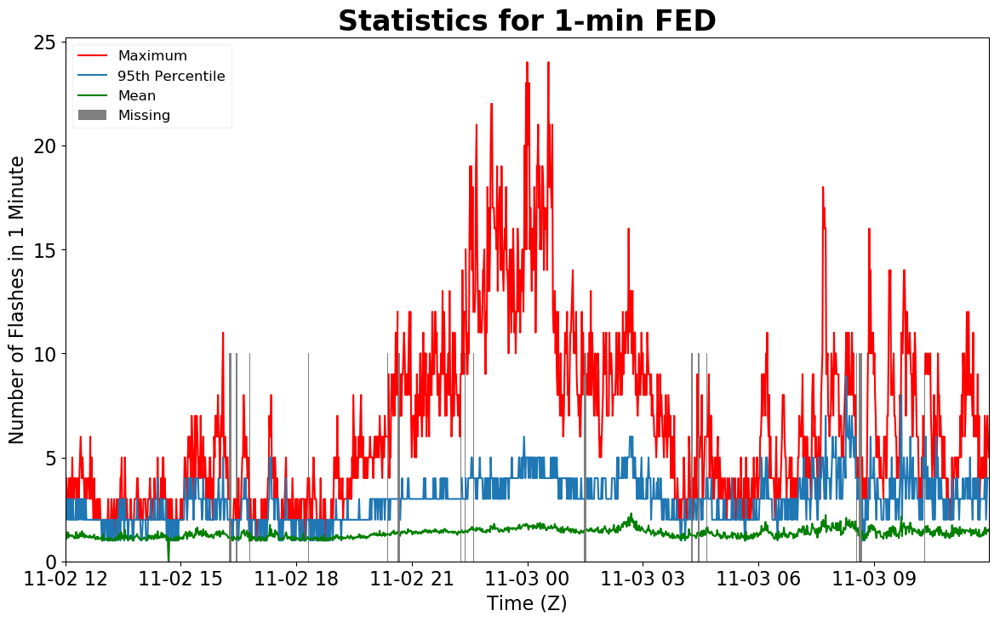 Statistics for 1-min FED
Maximum
95th Percentile
Mean
Missing
Number of Flashes in 1 Minute
25
20
15
10
5
0
11-02 12 11-02 15 11-02 18 11-02 21 11-03 00 11-03 03 11-03 06 11-03 09
Time (Z)